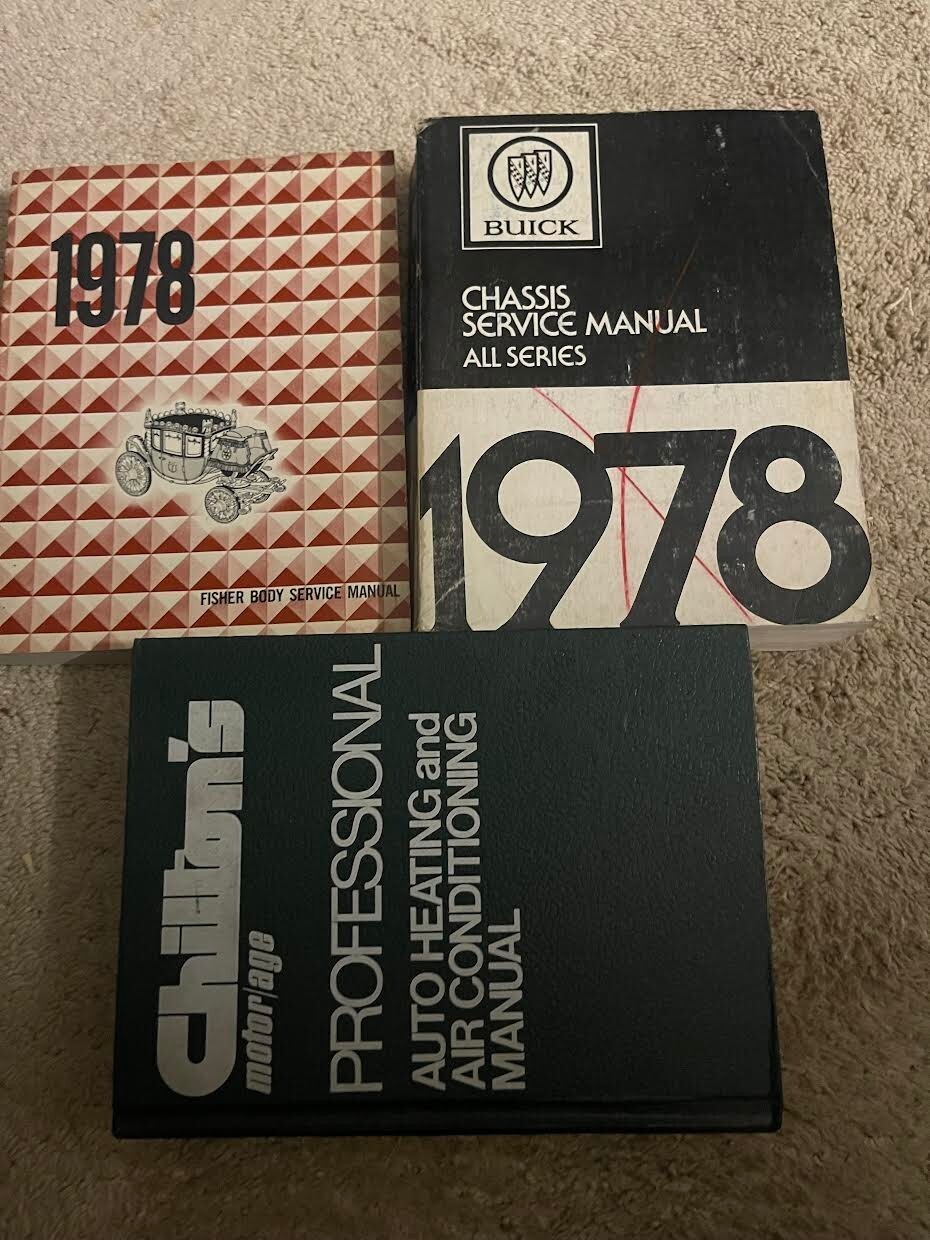 1978
FISHER BODY SERVICE MANUAL
BUICK
CHASSIS
SERVICE MANUAL
ALL SERIES
1978
Chilton's
motor/age
PROFESSIONAL
AUTO HEATING and
AIR CONDITIONING
MANUAL